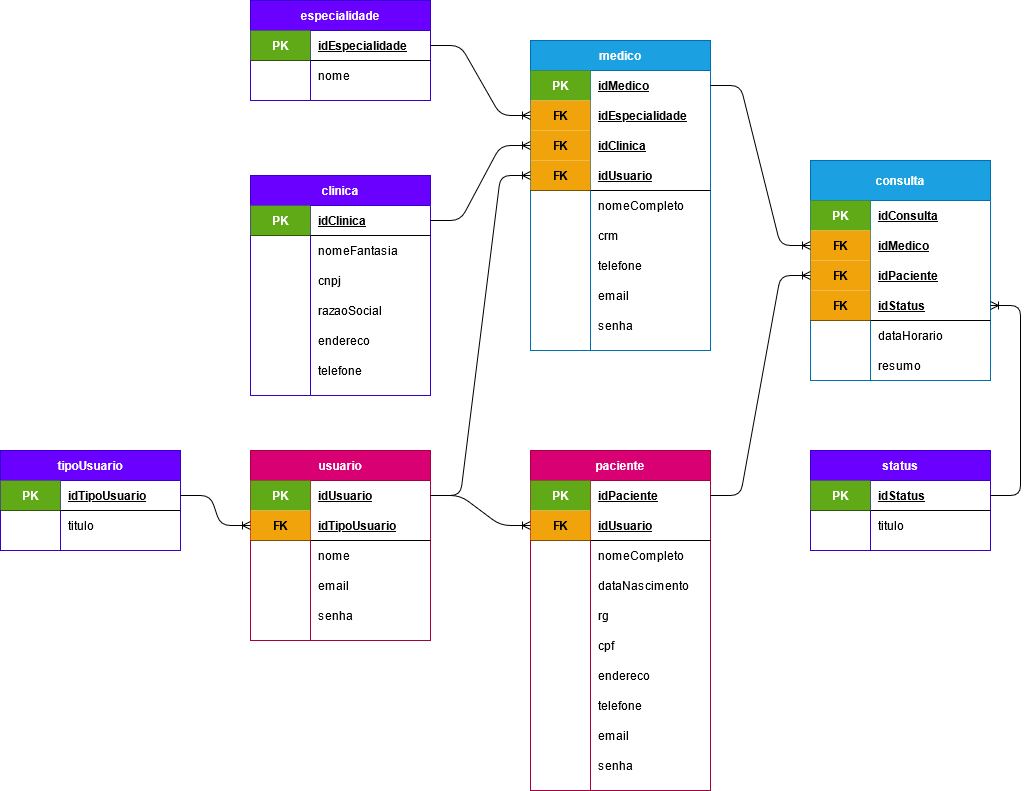 especialidade
PK idEspecialidade
nome
clinica
PK idClinica
nomeFantasia
cnpj
razaoSocial
endereco
telefone
medico
PK idMedico
FK idEspecialidade
FK idClinica
FK idUsuario
nomeCompleto
crm
telefone
email
senha
consulta
PK idConsulta
FK idMedico
FK idPaciente
FK idStatus
dataHorario
resumo
tipoUsuario
PK idTipoUsuario
titulo
usuario
PK idUsuario
FK idTipoUsuario
nome
email
senha
paciente
PK idPaciente
FK idUsuario
nomeCompleto
dataNascimento
rg
cpf
endereco
telefone
email
senha
status
PK idStatus
titulo